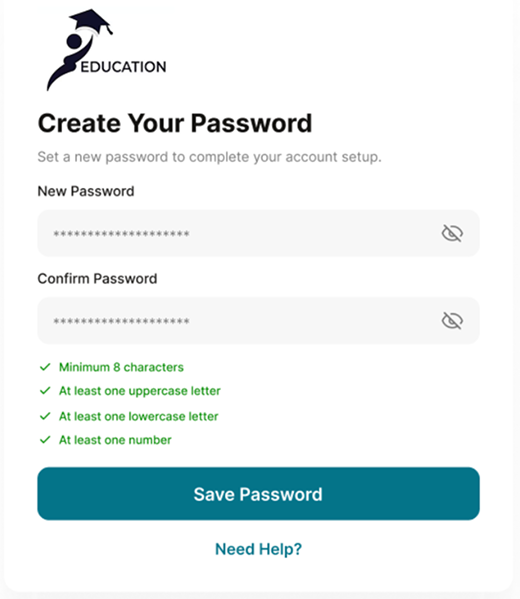 EDUCATION
Create Your Password
Set a new password to complete your account setup.
New Password
********************
Confirm Password
********************
Minimum 8 characters
At least one uppercase letter
At least one lowercase letter
At least one number
Save Password
Need Help?